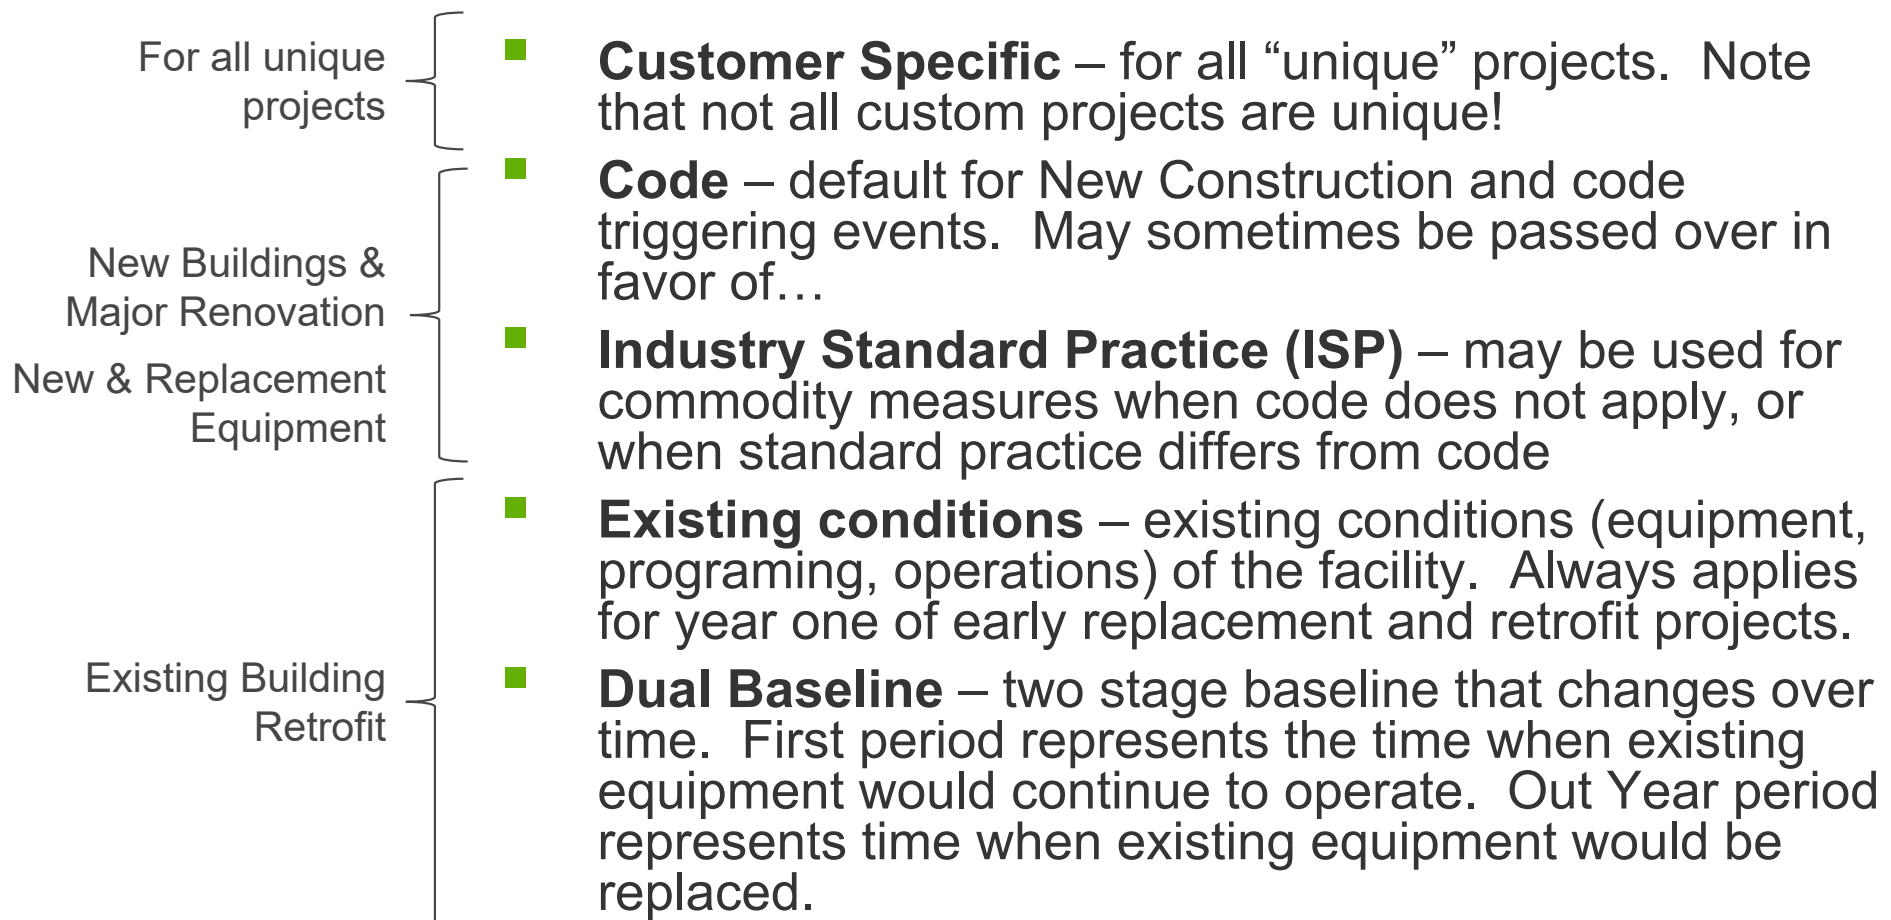 For all unique
projects
Customer Specific – for all “unique” projects.  Note
that not all custom projects are unique!
New Buildings &
Major Renovation
New & Replacement
Equipment
Code – default for New Construction and code
triggering events.  May sometimes be passed over in
favor of…
Industry Standard Practice (ISP) – may be used for
commodity measures when code does not apply, or
when standard practice differs from code
Existing Building
Retrofit
Existing conditions – existing conditions (equipment,
programing, operations) of the facility.  Always applies
for year one of early replacement and retrofit projects.
Dual Baseline – two stage baseline that changes over
time.  First period represents the time when existing
equipment would continue to operate.  Out Year period
represents time when existing equipment would be
replaced.